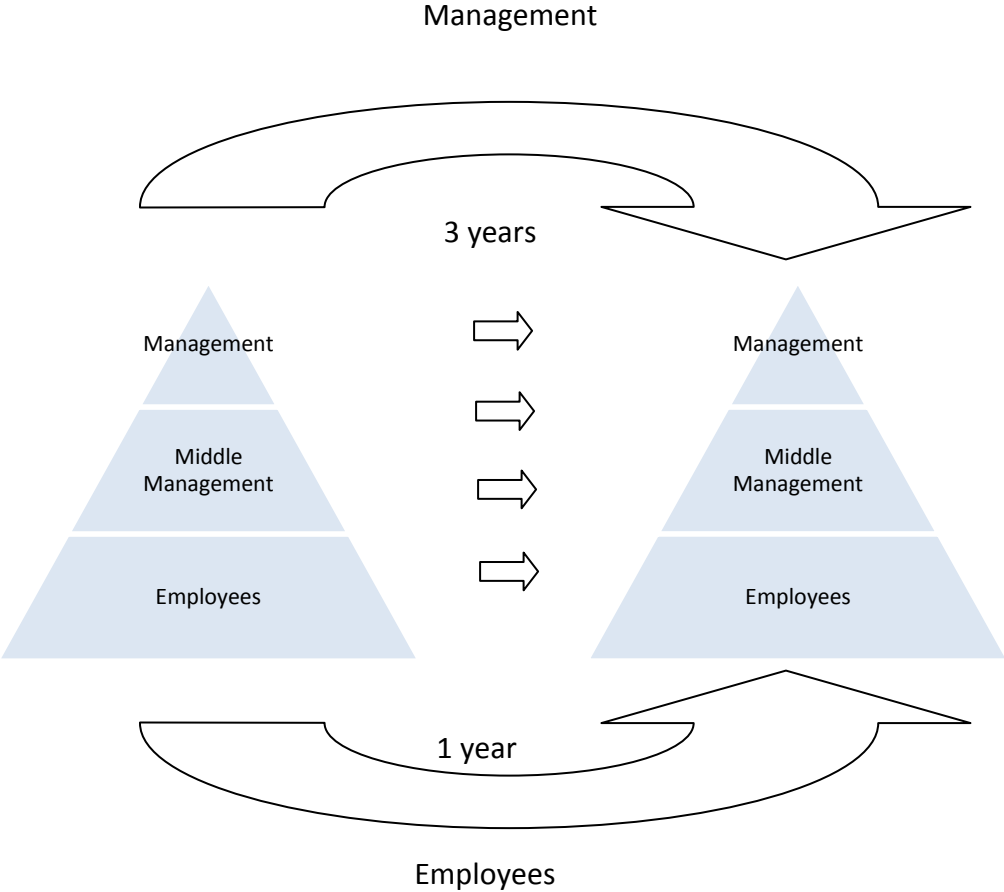 Management
3 years
Management
Middle
Management
Employees
Management
Middle
Management
Employees
1 year
Employees